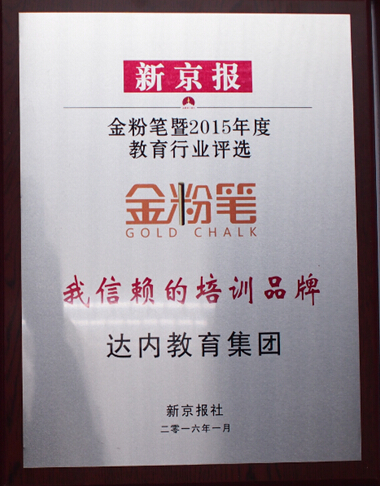 新京报
金粉笔暨2015年度
教育行业评选
金粉笔
GOLD CHALK
我信赖的培训品牌
达内教育集团
新京报社
二零一六年一月